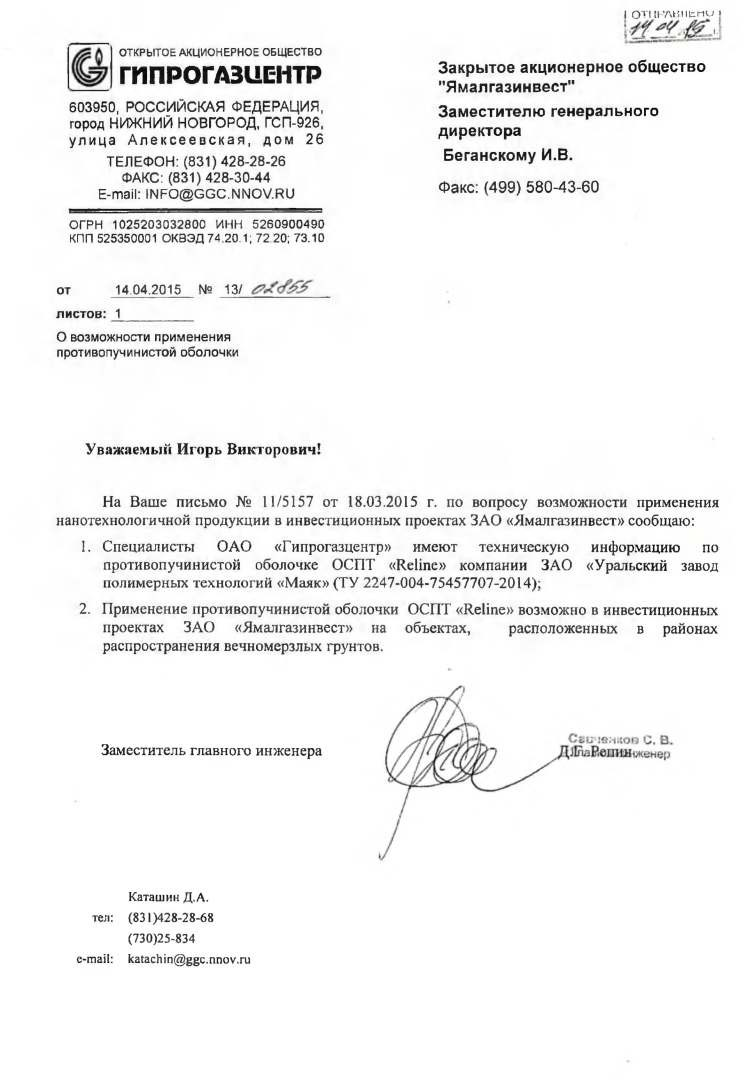 ОТПРАВЛЕНО
14 04 15
ОТКРЫТОЕ АКЦИОНЕРНОЕ ОБЩЕСТВО
ГИПРОГАЗЦЕНТР
603950, РОССИЙСКАЯ ФЕДЕРАЦИЯ,
город НИЖНИЙ НОВГОРОД, ГСП-926,
улица Алексеевская, дом 26
ТЕЛЕФОН: (831) 428-28-26
ФАКС: (831) 428-30-44
E-mail: INFO@GGC.NNOV.RU
ОГРН 1025203032800 ИНН 5260900490
КПП 525350001 ОКВЭД 74.20.1; 72.20; 73.10
Закрытое акционерное общество
"Ямалгазинвест"
Заместителю генерального
директора
Беганскому И.В.
Факс: (499) 580-43-60
от 14.04.2015 № 13/ 02855
листов: 1
О возможности применения
противопучинистой оболочки
Уважаемый Игорь Викторович!
На Ваше письмо № 11/5157 от 18.03.2015 г. по вопросу возможности применения
нанотехнологичной продукции в инвестиционных проектах ЗАО «Ямалгазинвест» сообщаю:
1. Специалисты ОАО «Гипрогазцентр» имеют техническую информацию по
противопучинистой оболочке ОСПТ «Reline» компании ЗАО «Уральский завод
полимерных технологий «Маяк» (ТУ 2247-004-75457707-2014);
2. Применение противопучинистой оболочки ОСПТ «Reline» возможно в инвестиционных
проектах ЗАО «Ямалгазинвест» на объектах, расположенных в районах
распространения вечномерзлых грунтов.
Заместитель главного инженера
Савченков С. В.
Д.Г. Репин
Каташин Д.А.
тел: (831)428-28-68
(730)25-834
e-mail: katachin@ggc.nnov.ru